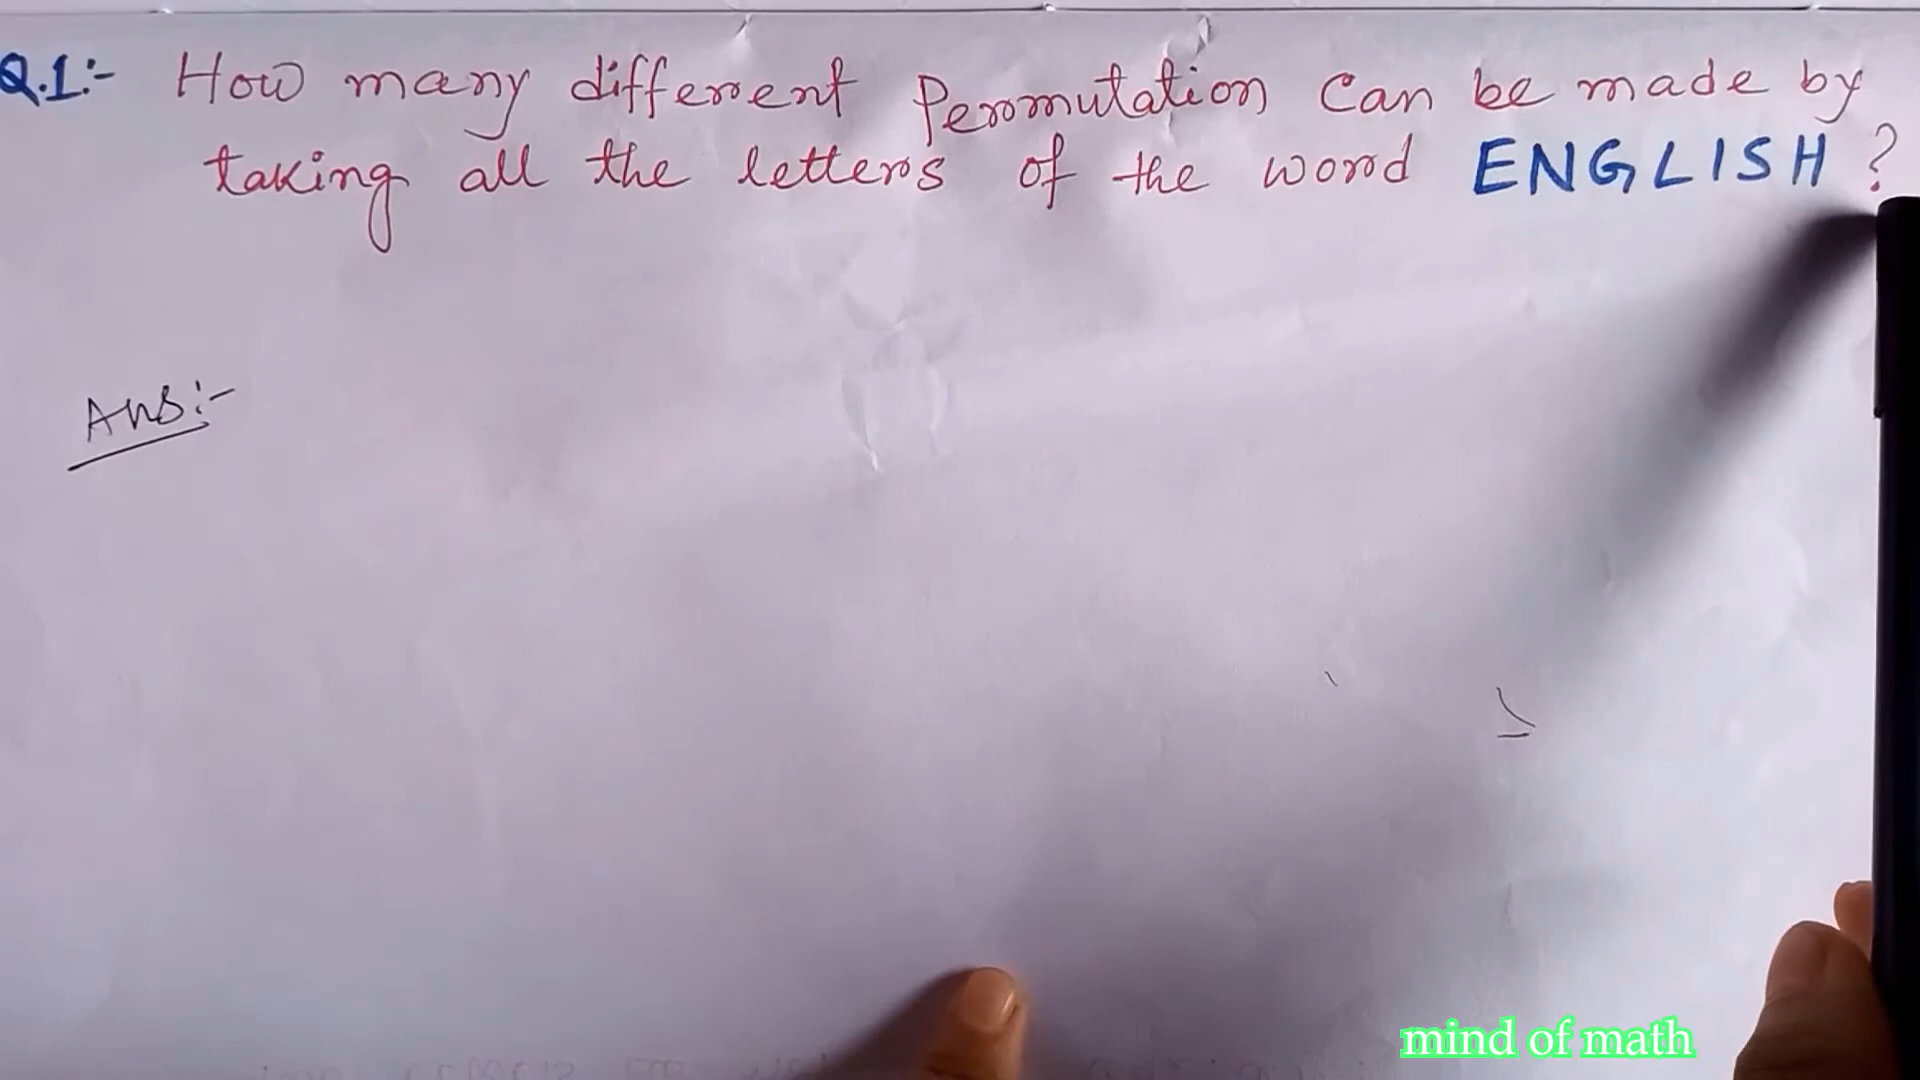 Q.1:- How many different Permutation can be made by
taking all the letters of the word ENGLISH ?
Ans:-
mind of math